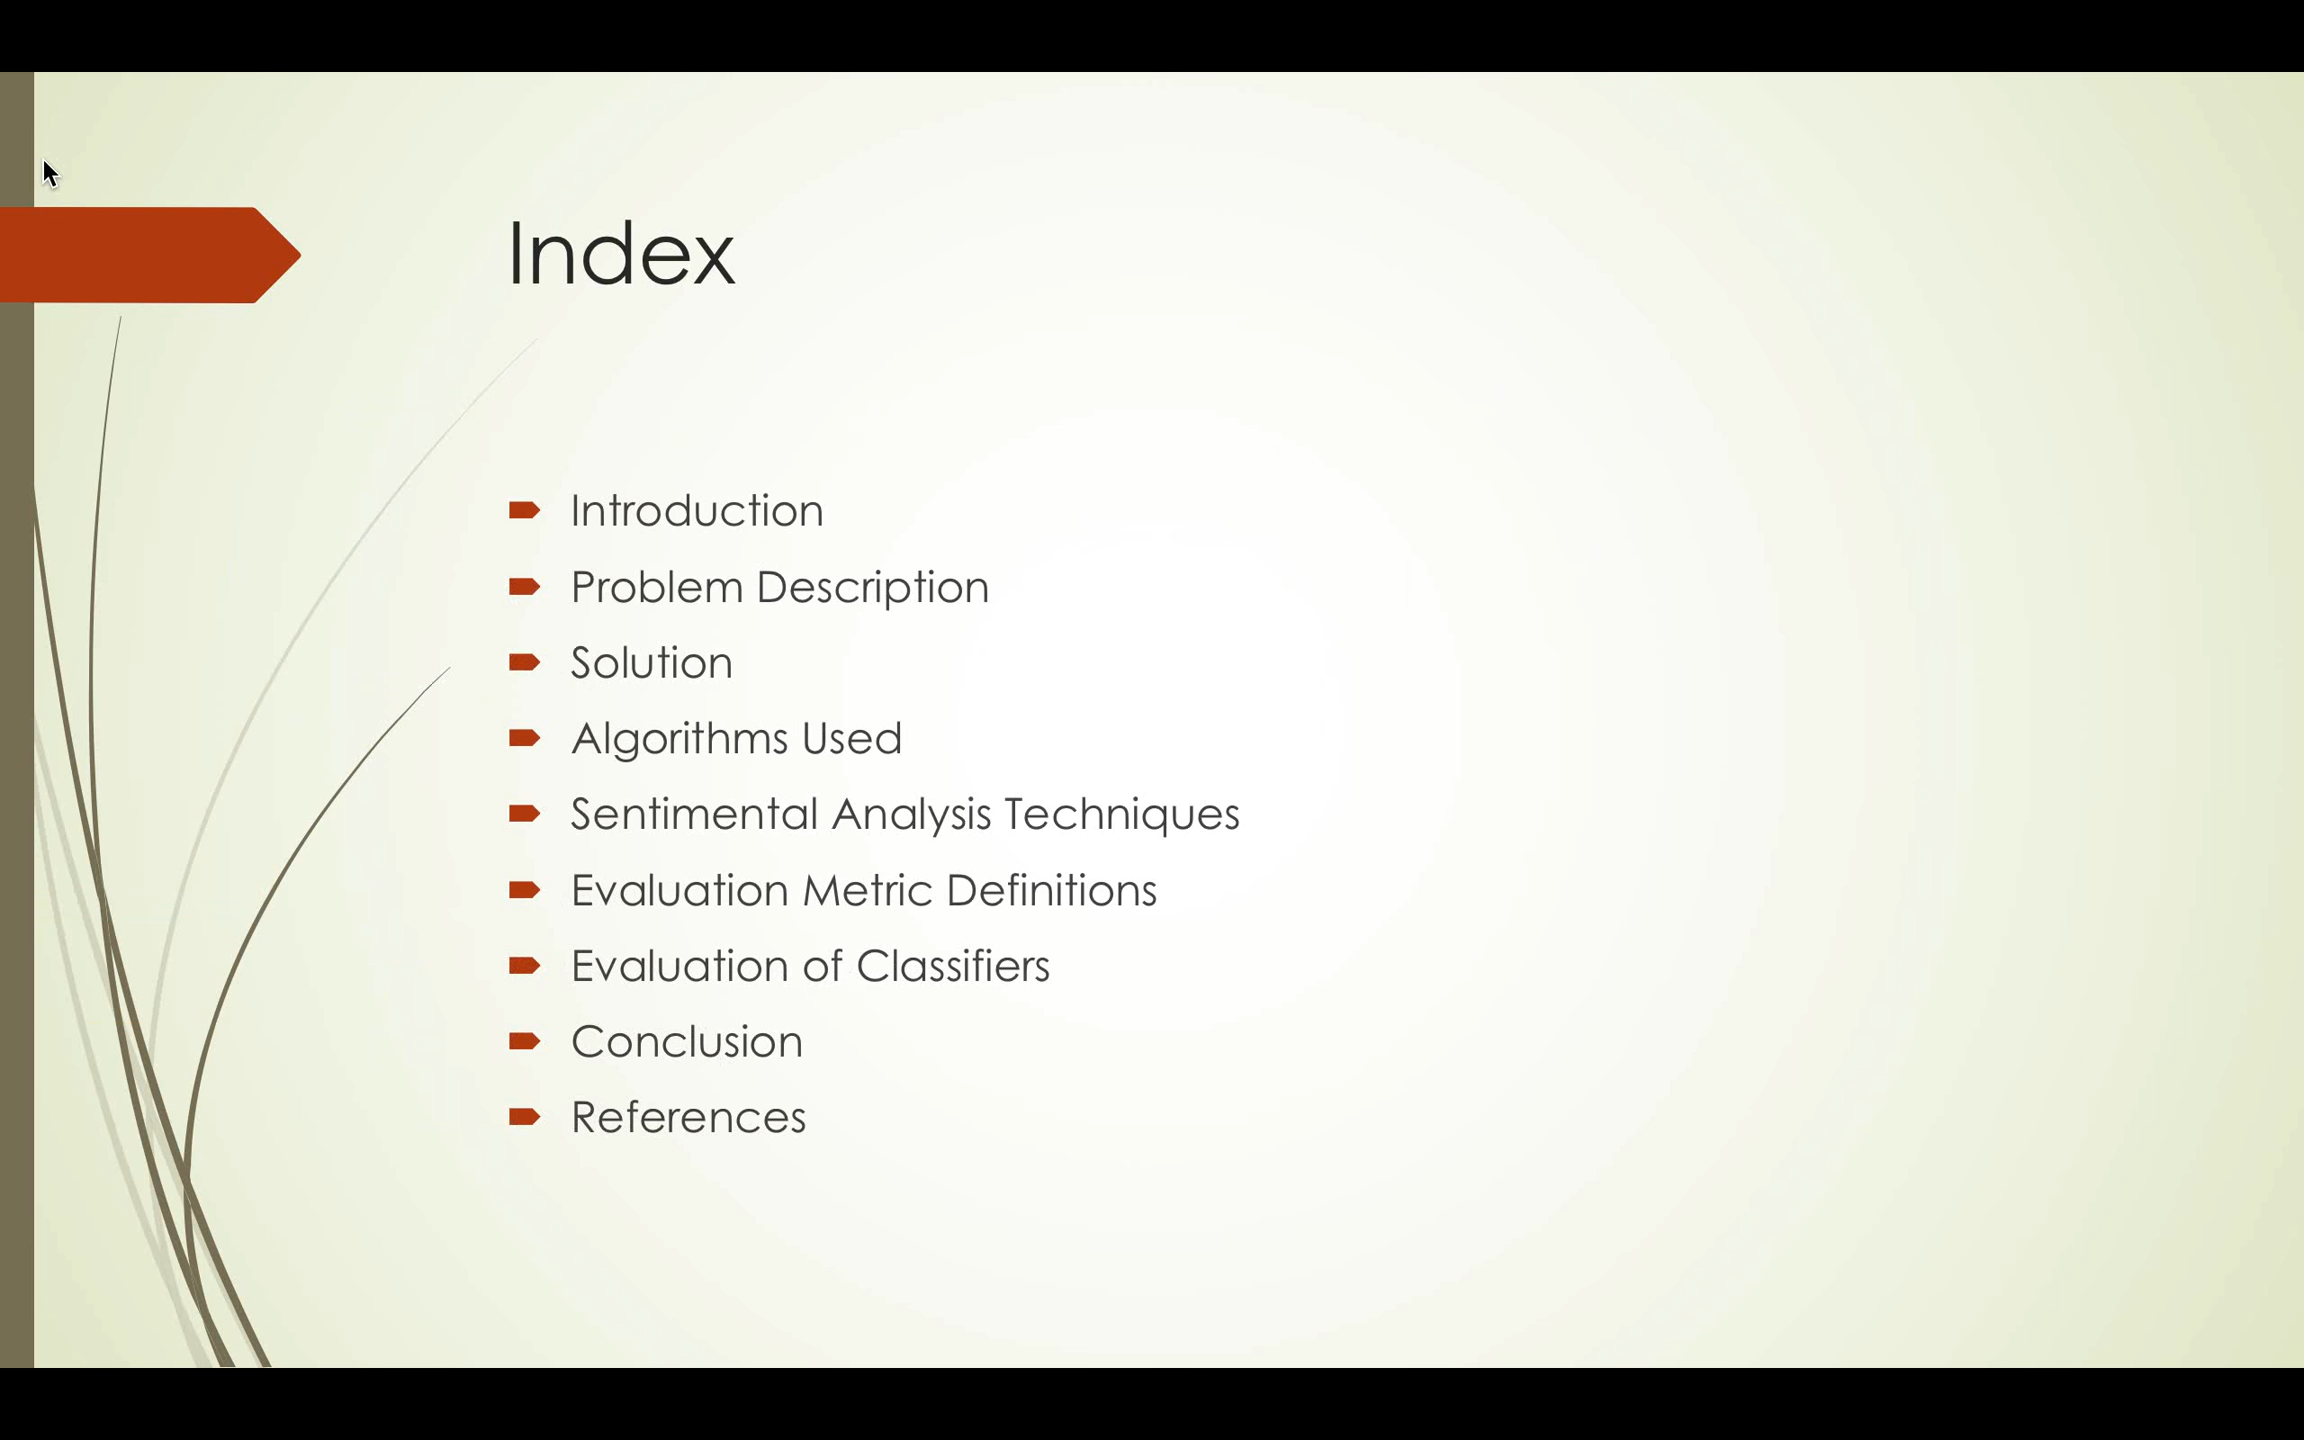 Index
Introduction
Problem Description
Solution
Algorithms Used
Sentimental Analysis Techniques
Evaluation Metric Definitions
Evaluation of Classifiers
Conclusion
References